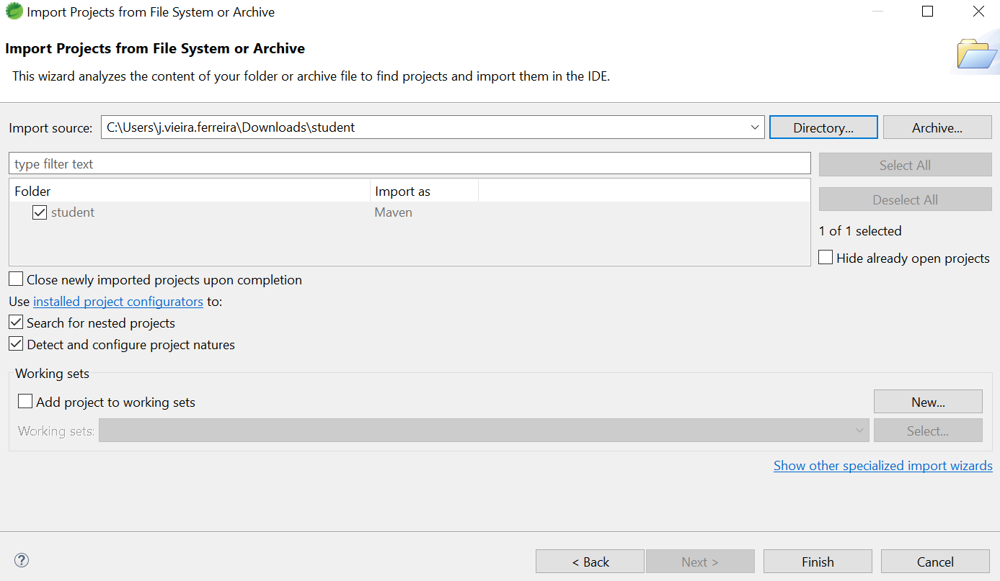 Import Projects from File System or Archive
Import Projects from File System or Archive
This wizard analyzes the content of your folder or archive file to find projects and import them in the IDE.
Import source: C:\Users\j.vieira.ferreira\Downloads\student Directory... Archive...
type filter text Select All
Folder Import as
Deselect All
student Maven
1 of 1 selected
Hide already open projects
Close newly imported projects upon completion
Use installed project configurators to:
Search for nested projects
Detect and configure project natures
Working sets
Add project to working sets New...
Working sets: Select...
Show other specialized import wizards
? < Back Next > Finish Cancel